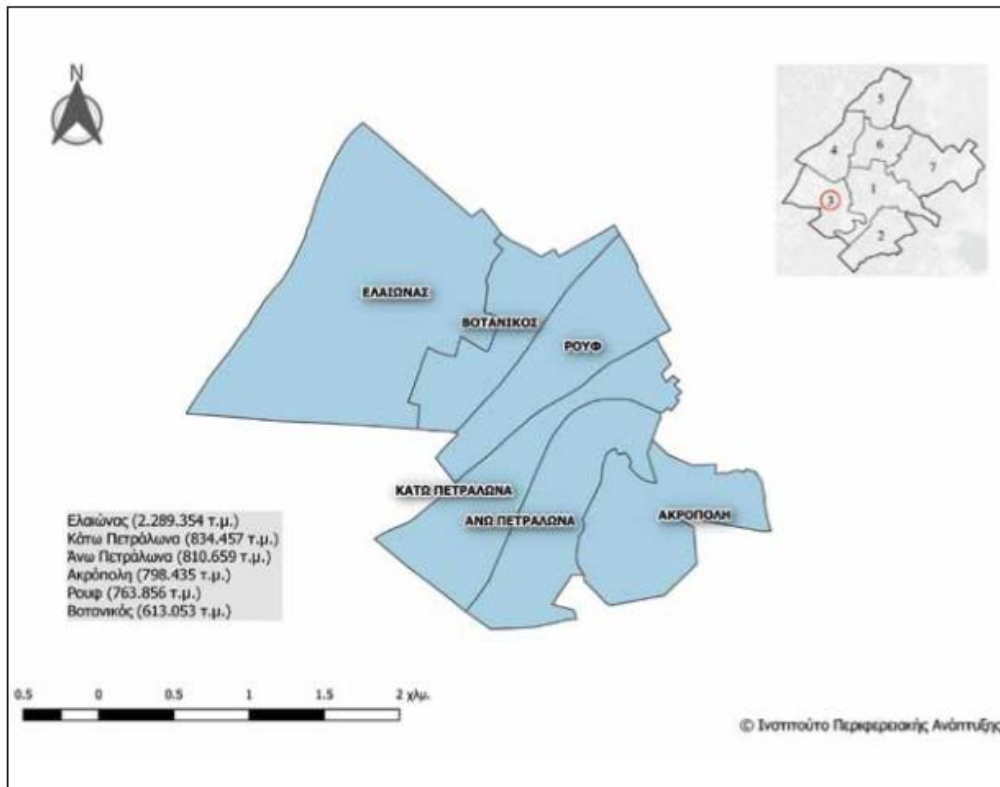 N
5
4
6
7
3
1
2
ΕΛΑΙΩΝΑΣ
ΒΟΤΑΝΙΚΟΣ
ΡΟΥΦ
ΚΑΤΩ ΠΕΤΡΑΛΩΝΑ
ΑΝΩ ΠΕΤΡΑΛΩΝΑ
ΑΚΡΟΠΟΛΗ
Ελαιώνας (2.289.354 τ.μ.)
Κάτω Πετράλωνα (834.457 τ.μ.)
Άνω Πετράλωνα (810.659 τ.μ.)
Ακρόπολη (798.435 τ.μ.)
Ρουφ (763.856 τ.μ.)
Βοτανικός (613.053 τ.μ.)
0.5 0 0.5 1 1.5 2 χλμ.
© Ινστιτούτο Περιφερειακής Ανάπτυξης